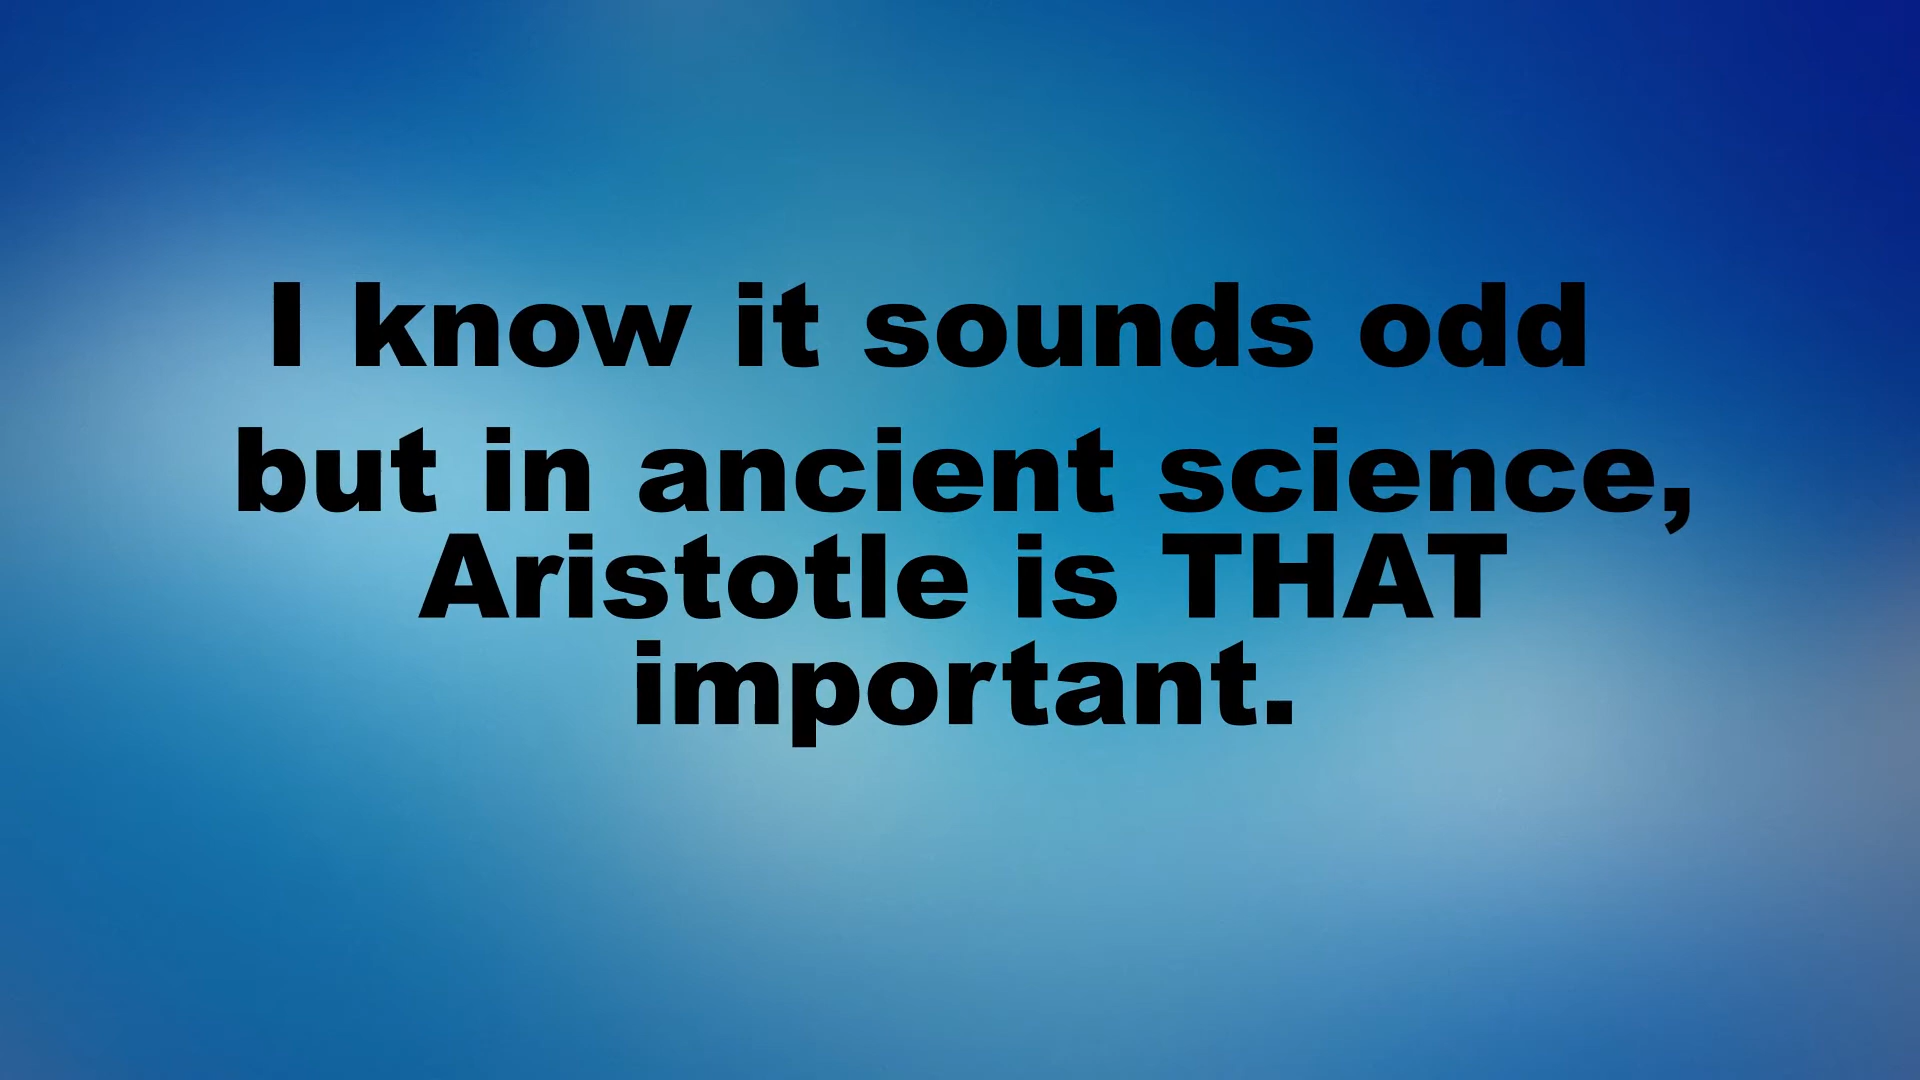 I know it sounds odd
but in ancient science,
Aristotle is THAT
important.